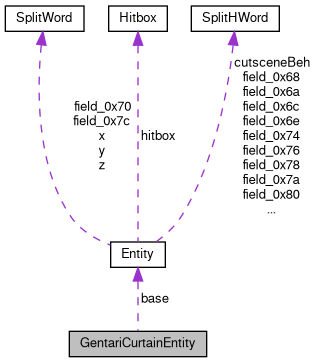 SplitWord
Hitbox
SplitHWord
field_0x70
field_0x7c
x
y
z
hitbox
cutsceneBeh
field_0x68
field_0x6a
field_0x6c
field_0x6e
field_0x74
field_0x76
field_0x78
field_0x7a
field_0x80
...
Entity
base
GentariCurtainEntity